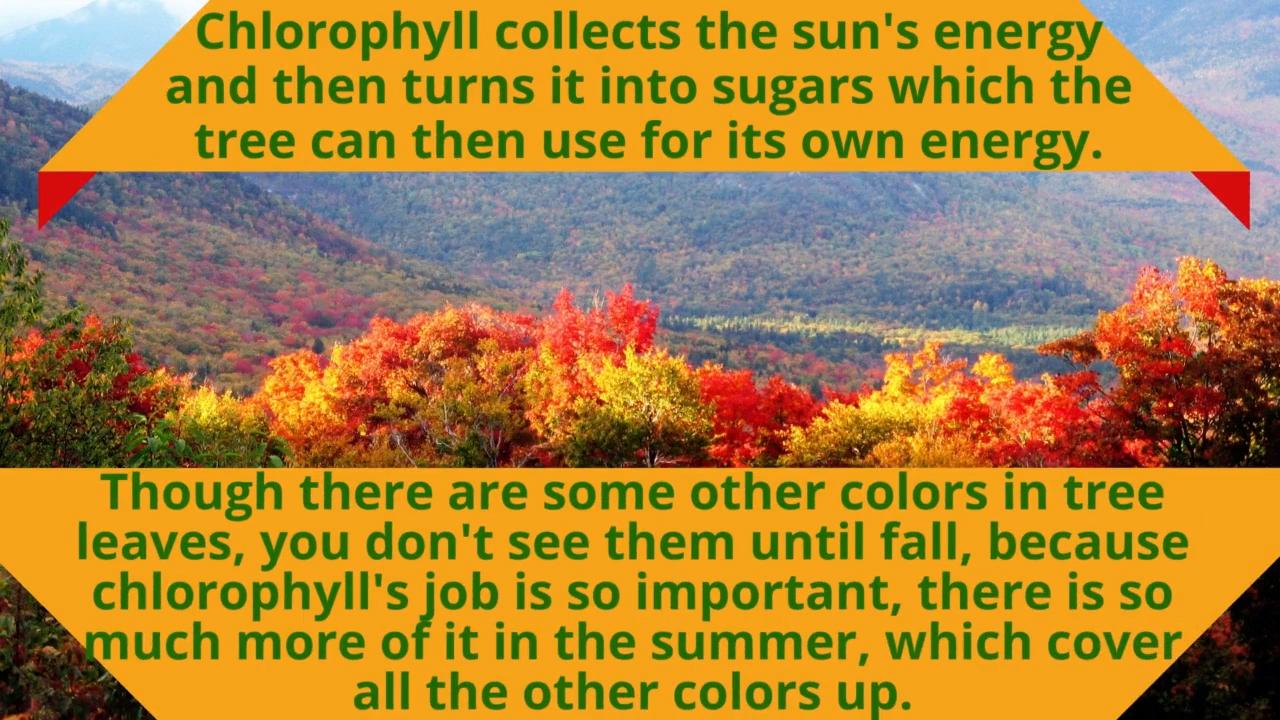 Chlorophyll collects the sun's energy
and then turns it into sugars which the
tree can then use for its own energy.
Though there are some other colors in tree
leaves, you don't see them until fall, because
chlorophyll's job is so important, there is so
much more of it in the summer, which cover
all the other colors up.